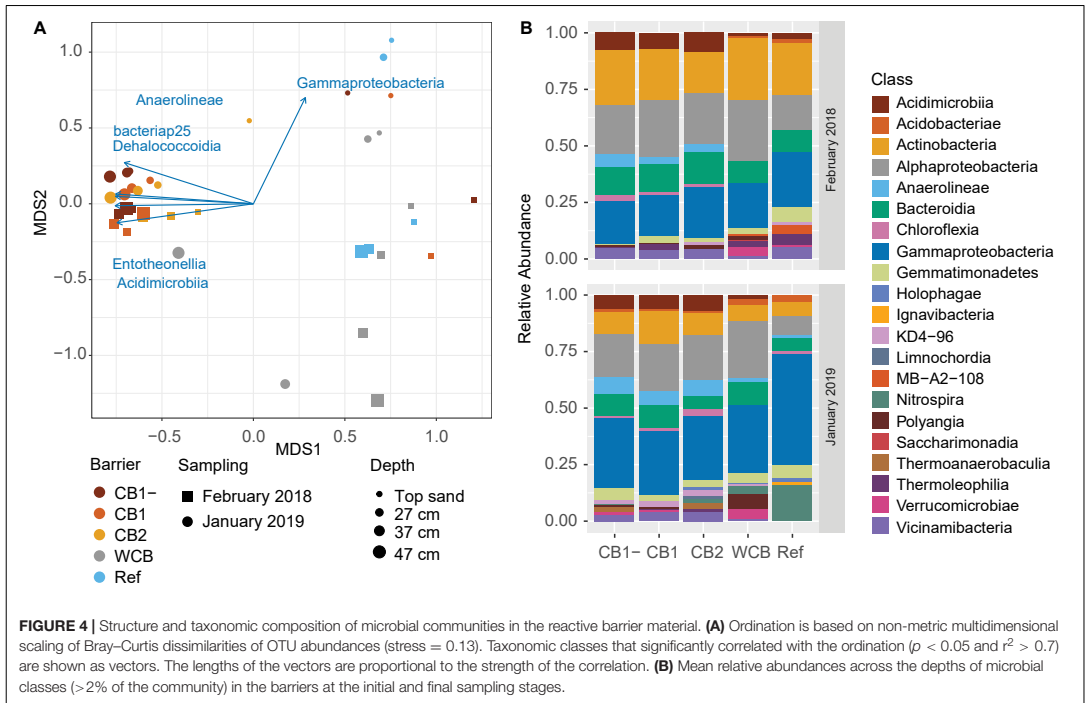 A
1.0
0.5
0.0
−0.5
−1.0
MDS2
Gammaproteobacteria
Anaerolineae
bacteriap25
Dehalococcoidia
Entotheonellia
Acidimicrobiia
−0.5
0.0
0.5
1.0
MDS1
Barrier
CB1−
CB1
CB2
WCB
Ref
Sampling
February 2018
January 2019
Depth
Top sand
27 cm
37 cm
47 cm
B
Relative Abundance
1.00
0.75
0.50
0.25
0.00
February 2018
1.00
0.75
0.50
0.25
0.00
January 2019
CB1− CB1 CB2 WCB Ref
Class
Acidimicrobiia
Acidobacteriae
Actinobacteria
Alphaproteobacteria
Anaerolineae
Bacteroidia
Chloroflexia
Gammaproteobacteria
Gemmatimonadetes
Holophagae
Ignavibacteria
KD4−96
Limnochordia
MB−A2−108
Nitrospira
Polyangia
Saccharimonadia
Thermoanaerobaculia
Thermoleophilia
Verrucomicrobiae
Vicinamibacteria
FIGURE 4 | Structure and taxonomic composition of microbial communities in the reactive barrier material. (A) Ordination is based on non-metric multidimensional
scaling of Bray–Curtis dissimilarities of OTU abundances (stress = 0.13). Taxonomic classes that significantly correlated with the ordination (p < 0.05 and r² > 0.7)
are shown as vectors. The lengths of the vectors are proportional to the strength of the correlation. (B) Mean relative abundances across the depths of microbial
classes (>2% of the community) in the barriers at the initial and final sampling stages.